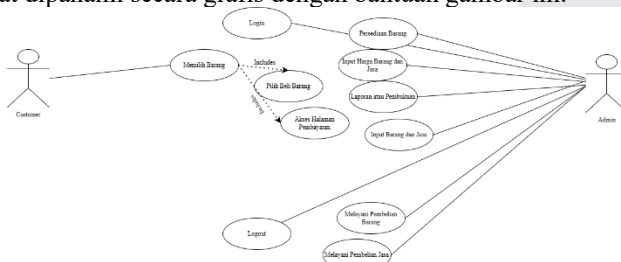 at dipahami secara grafis dengan bantuan gambar ini.
Login
Persediaan Barang
Memilih Barang
Includes
Input Harga Barang dan
Jasa
Pilih Beli Barang
Laporan atau Pembukuan
Includes
Akses Halaman
Pembayaran
Input Barang dan Jasa
Customer
Admin
Melayani Pembelian
Barang
Logout
Melayani Pembelian Jasa